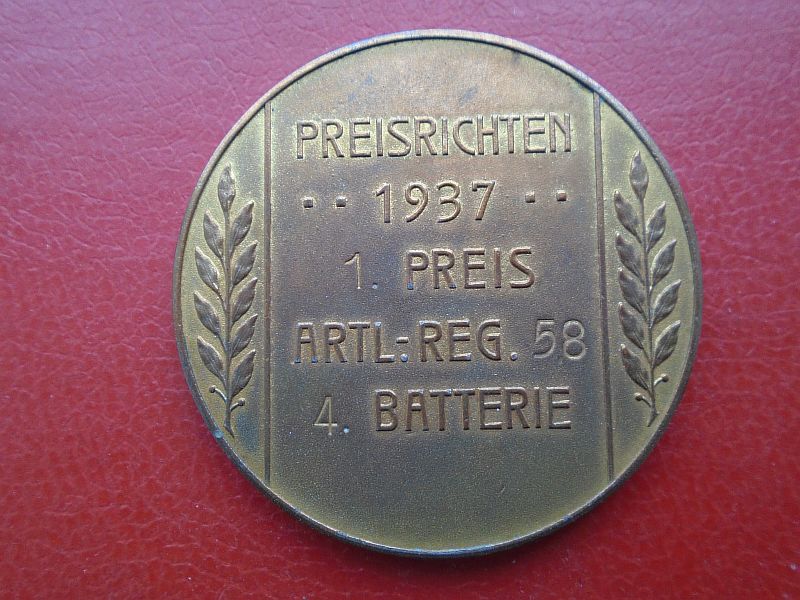 PREISRICHTEN
·· 1937 ··
1. PREIS
ARTL.-REG. 58
4. BATTERIE